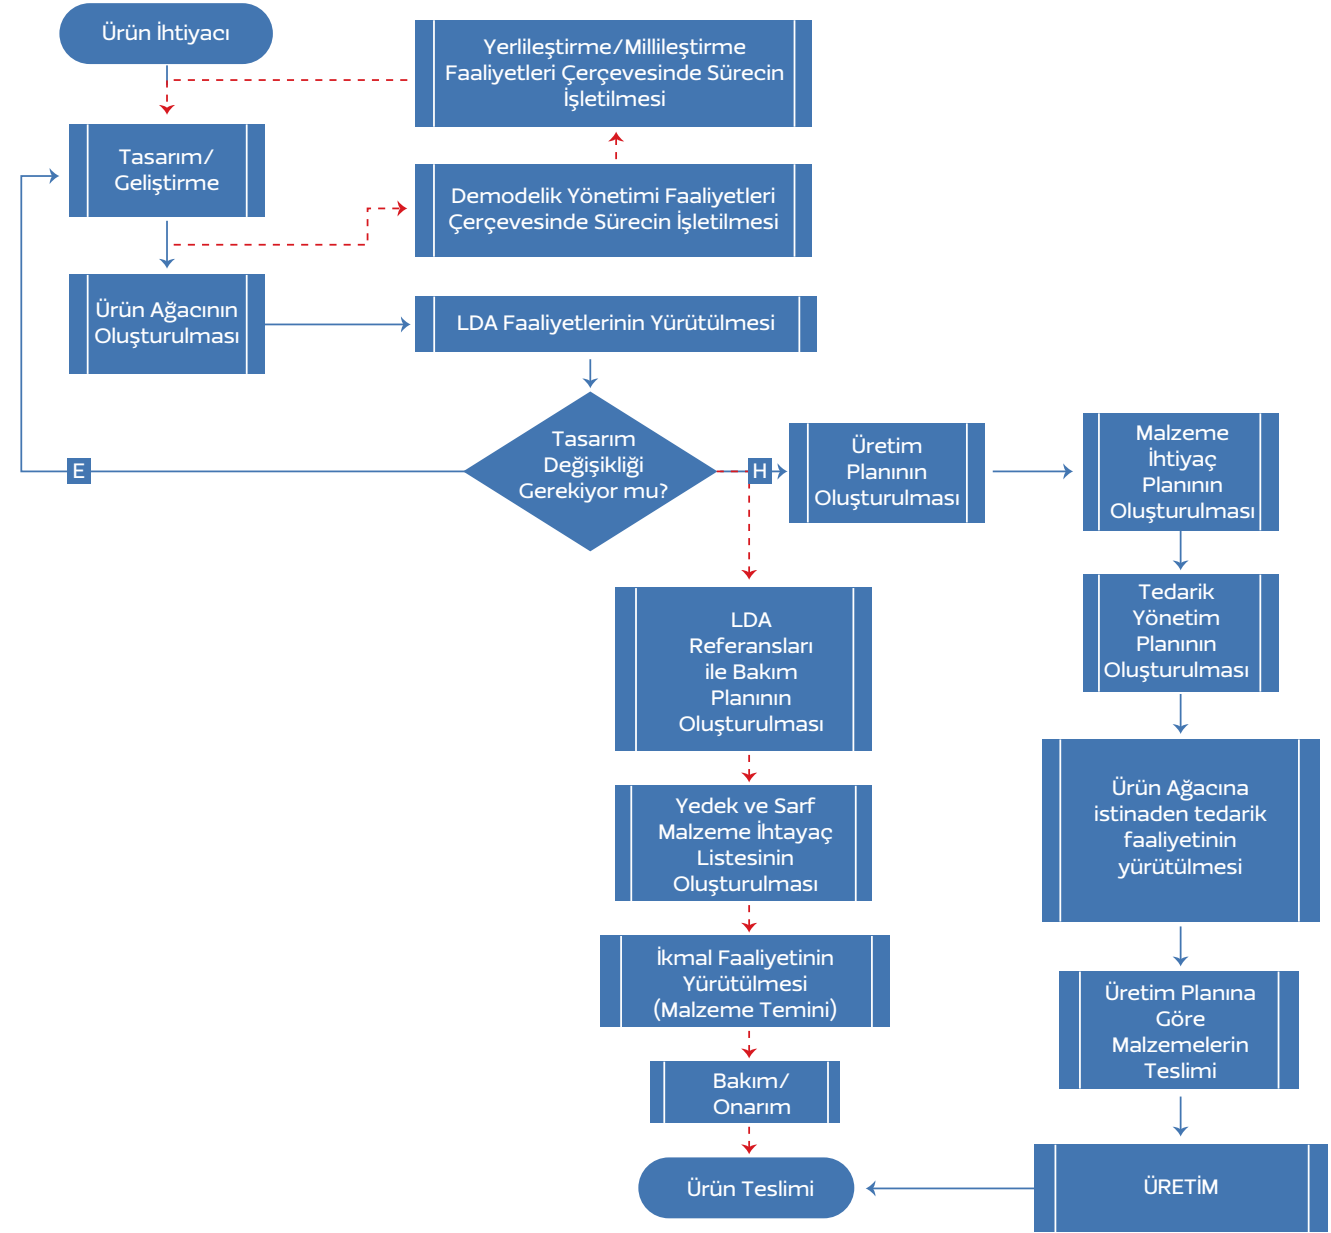 Ürün İhtiyacı
Yerlileştirme/Millileştirme
Faaliyetleri Çerçevesinde Sürecin
İşletilmesi
Tasarım/
Geliştirme
Demodelik Yönetimi Faaliyetleri
Çerçevesinde Sürecin İşletilmesi
Ürün Ağacının
Oluşturulması
LDA Faaliyetlerinin Yürütülmesi
Tasarım
Değişikliği
Gerekiyor mu?
E
H
Üretim
Planının
Oluşturulması
Malzeme
İhtiyaç
Planının
Oluşturulması
Tedarik
Yönetim
Planının
Oluşturulması
LDA
Referansları
ile Bakım
Planının
Oluşturulması
Ürün Ağacına
istinaden tedarik
faaliyetinin
yürütülmesi
Yedek ve Sarf
Malzeme İhtayaç
Listesinin
Oluşturulması
İkmal Faaliyetinin
Yürütülmesi
(Malzeme Temini)
Üretim Planına
Göre
Malzemelerin
Teslimi
Bakım/
Onarım
Ürün Teslimi
ÜRETİM